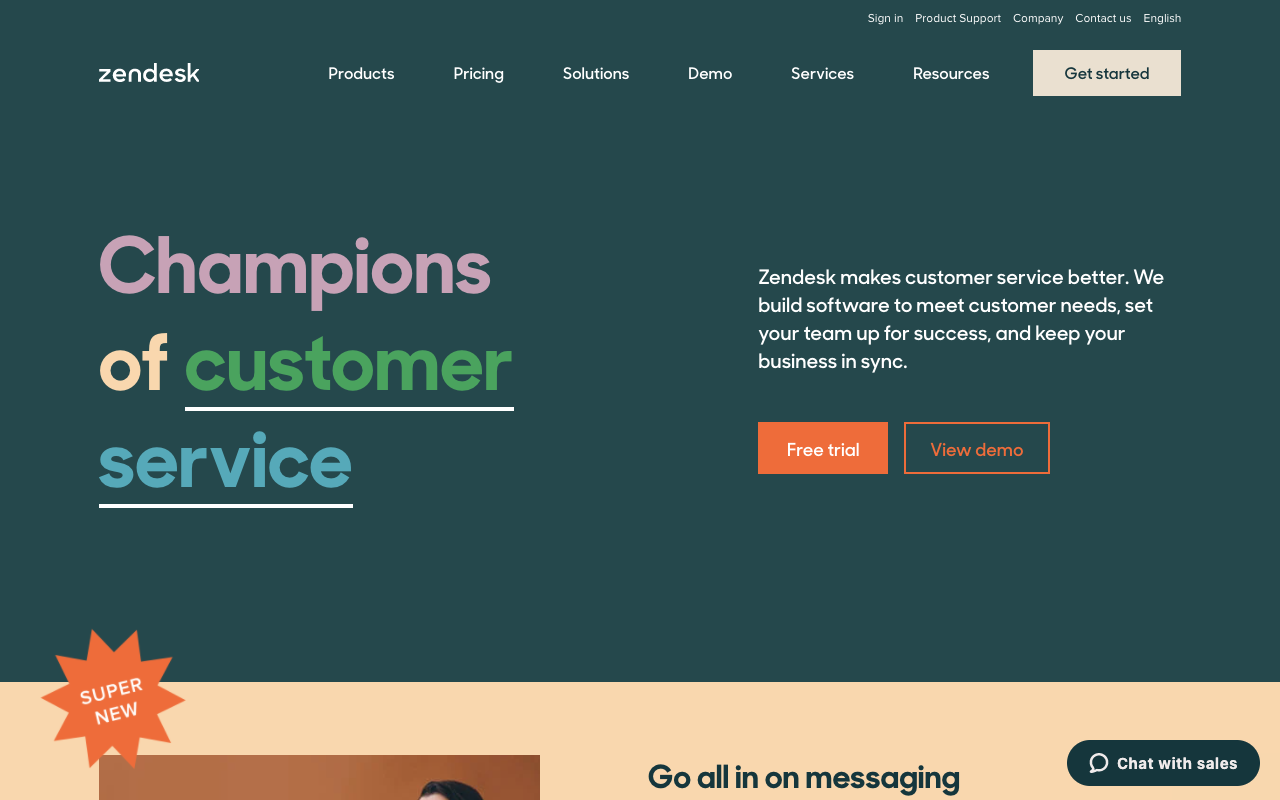 Sign in Product Support Company Contact us English
zendesk Products Pricing Solutions Demo Services Resources Get started
Champions
of customer
service
Zendesk makes customer service better. We
build software to meet customer needs, set
your team up for success, and keep your
business in sync.
Free trial View demo
SUPER
NEW
Go all in on messaging
Chat with sales